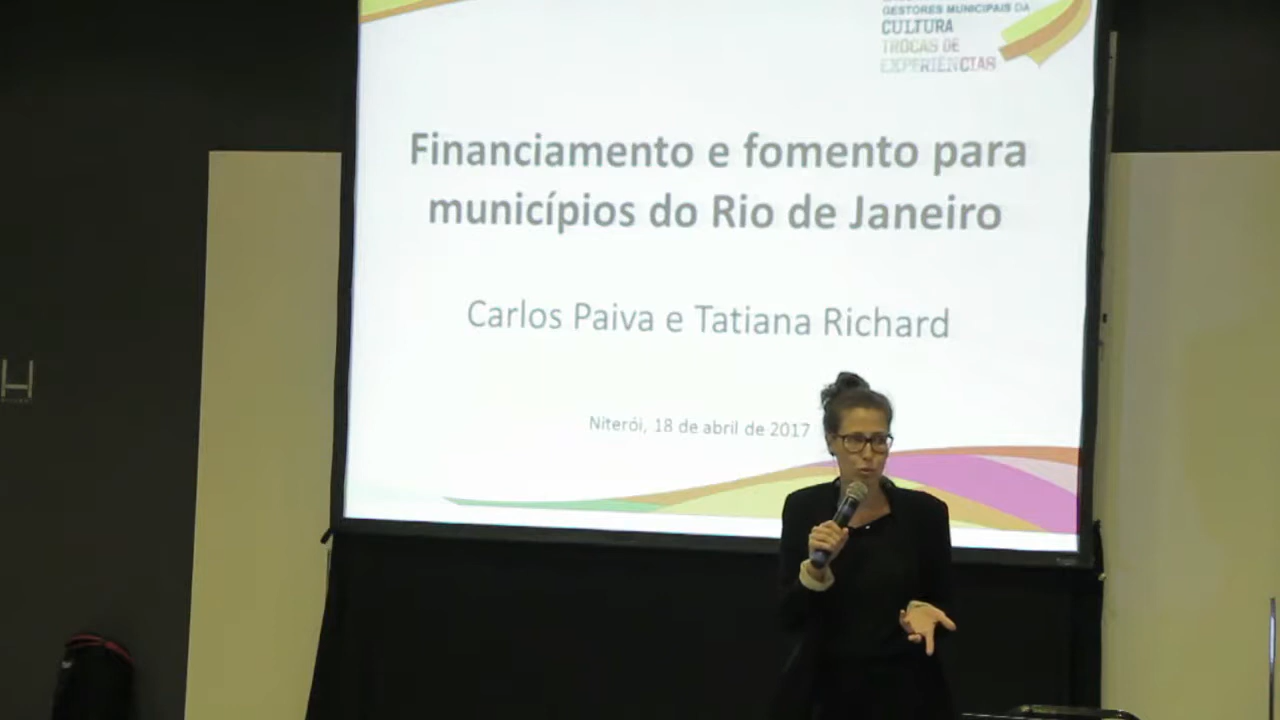 GESTORES MUNICIPAIS DA
CULTURA
TROCAS DE
EXPERIÊNCIAS
Financiamento e fomento para
municípios do Rio de Janeiro
Carlos Paiva e Tatiana Richard
Niterói, 18 de abril de 2017
H